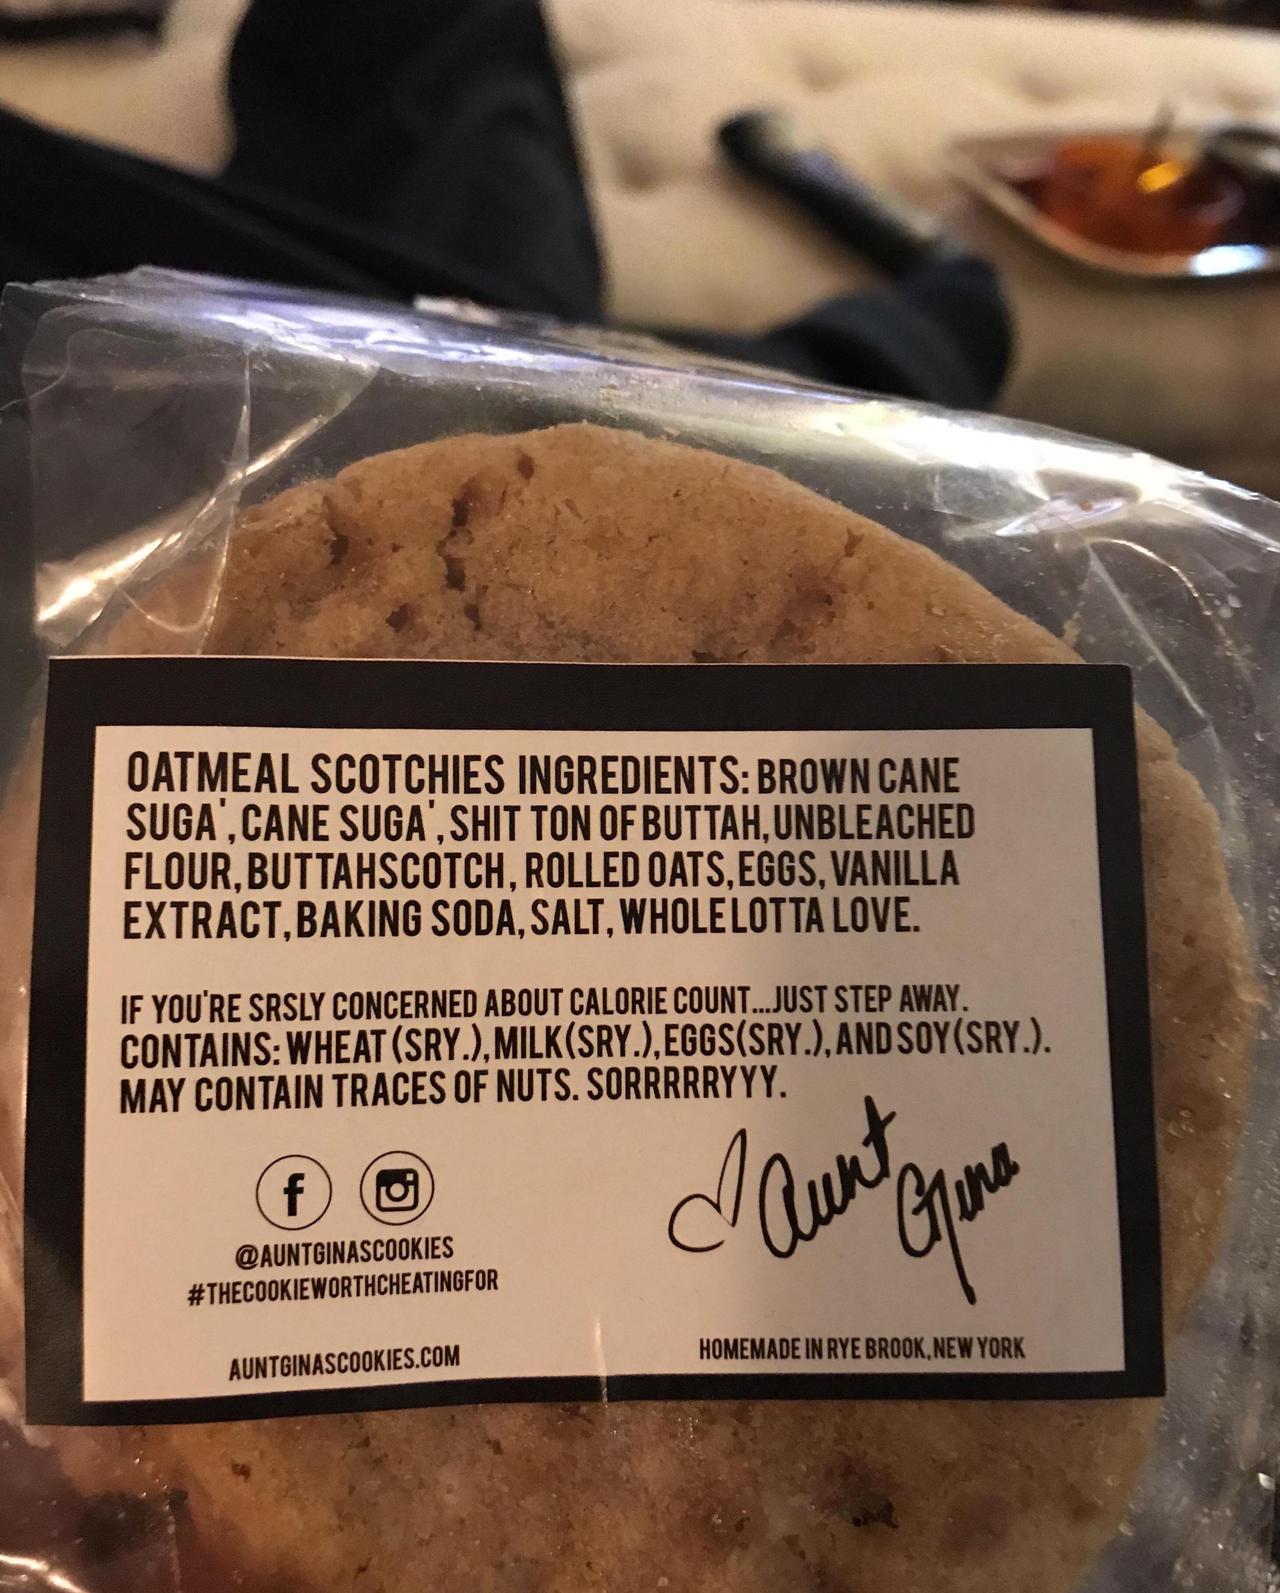 OATMEAL SCOTCHIES INGREDIENTS: BROWN CANE
SUGA', CANE SUGA', SHIT TON OF BUTTAH, UNBLEACHED
FLOUR, BUTTAHSCOTCH, ROLLED OATS, EGGS, VANILLA
EXTRACT, BAKING SODA, SALT, WHOLE LOTTA LOVE.
IF YOU'RE SRSLY CONCERNED ABOUT CALORIE COUNT...JUST STEP AWAY.
CONTAINS: WHEAT (SRY.), MILK (SRY.), EGGS (SRY.), AND SOY (SRY.).
MAY CONTAIN TRACES OF NUTS. SORRRRRYYY.
f
Aunt Gina
@AUNTGINASCOOKIES
#THECOOKIEWORTHCHEATINGFOR
AUNTGINASCOOKIES.COM
HOMEMADE IN RYE BROOK, NEW YORK